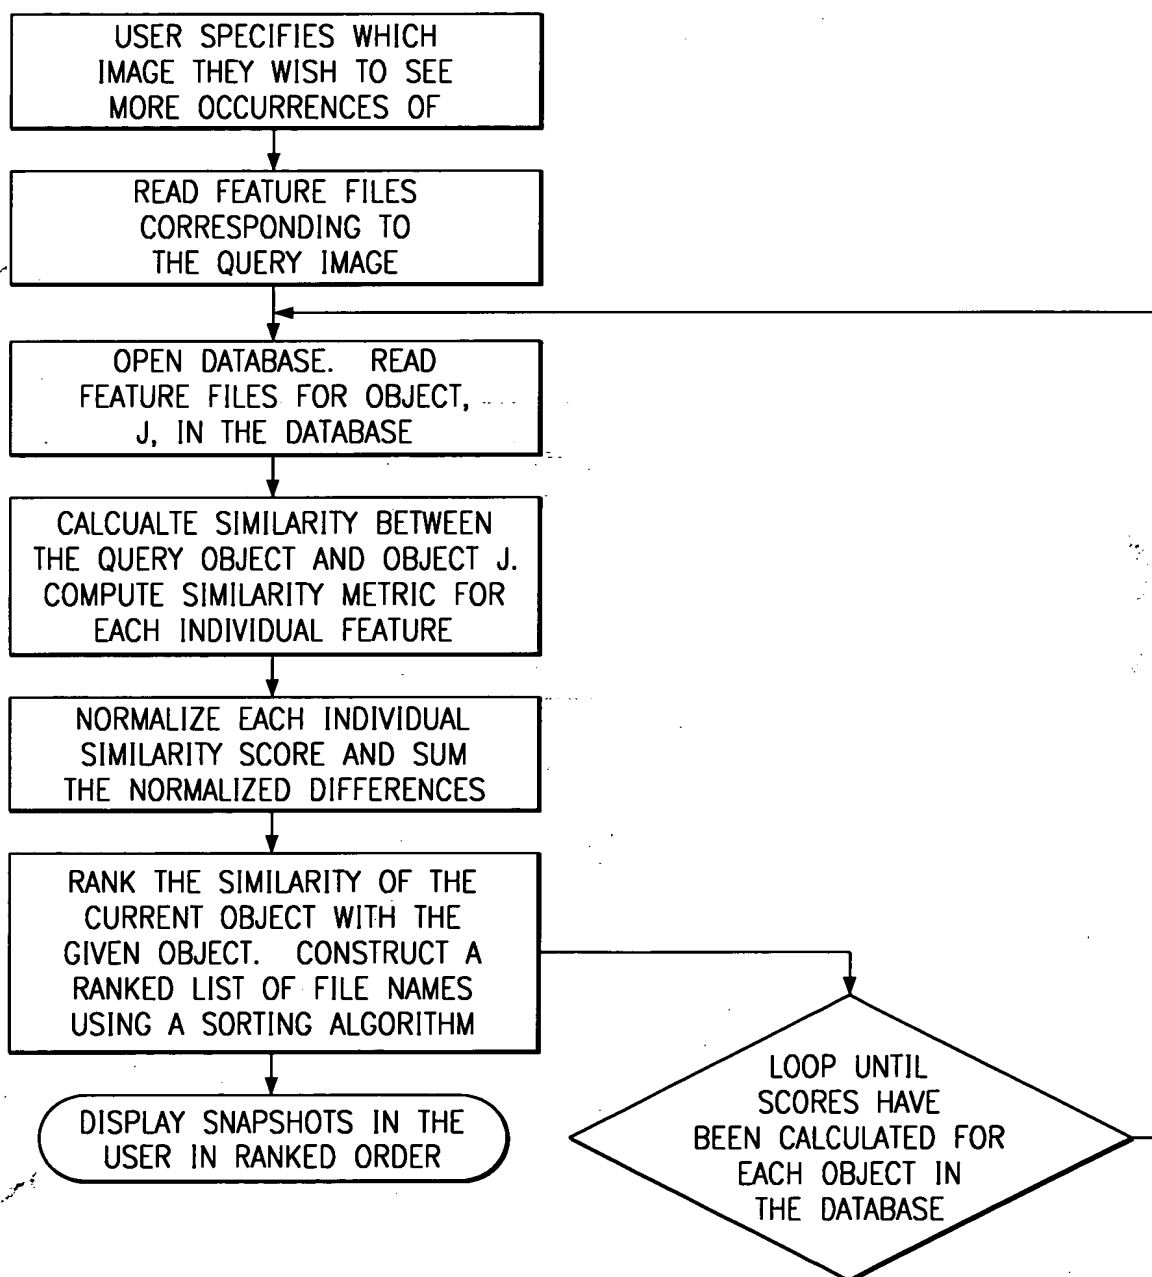 USER SPECIFIES WHICH
IMAGE THEY WISH TO SEE
MORE OCCURRENCES OF
READ FEATURE FILES
CORRESPONDING TO
THE QUERY IMAGE
OPEN DATABASE. READ
FEATURE FILES FOR OBJECT,
J, IN THE DATABASE
CALCUALTE SIMILARITY BETWEEN
THE QUERY OBJECT AND OBJECT J.
COMPUTE SIMILARITY METRIC FOR
EACH INDIVIDUAL FEATURE
NORMALIZE EACH INDIVIDUAL
SIMILARITY SCORE AND SUM
THE NORMALIZED DIFFERENCES
RANK THE SIMILARITY OF THE
CURRENT OBJECT WITH THE
GIVEN OBJECT. CONSTRUCT A
RANKED LIST OF FILE NAMES
USING A SORTING ALGORITHM
DISPLAY SNAPSHOTS IN THE
USER IN RANKED ORDER
LOOP UNTIL
SCORES HAVE
BEEN CALCULATED FOR
EACH OBJECT IN
THE DATABASE